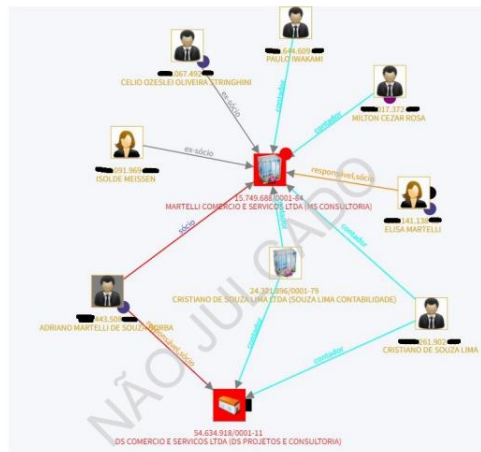 .067.492
CELIO OZESLEI OLIVEIRA STRINGHINI
.644.609
PAULO IWAKAMI
.017.372
MILTON CEZAR ROSA
ex-sócio
contador
contador
.091.969
ISOLDE MEISSEN
ex-sócio
responsável,sócio
15.749.688/0001-64
MARTELLI COMERCIO E SERVICOS LTDA (MS CONSULTORIA)
.141.138
ELISA MARTELLI
sócio
contador
contador
24.321.896/0001-79
CRISTIANO DE SOUZA LIMA LTDA (SOUZA LIMA CONTABILIDADE)
.443.509
ADRIANO MARTELLI DE SOUZA BORBA
responsável,sócio
contador
contador
.261.902
CRISTIANO DE SOUZA LIMA
54.634.918/0001-11
DS COMERCIO E SERVICOS LTDA (DS PROJETOS E CONSULTORIA)
NÃO JULGADO